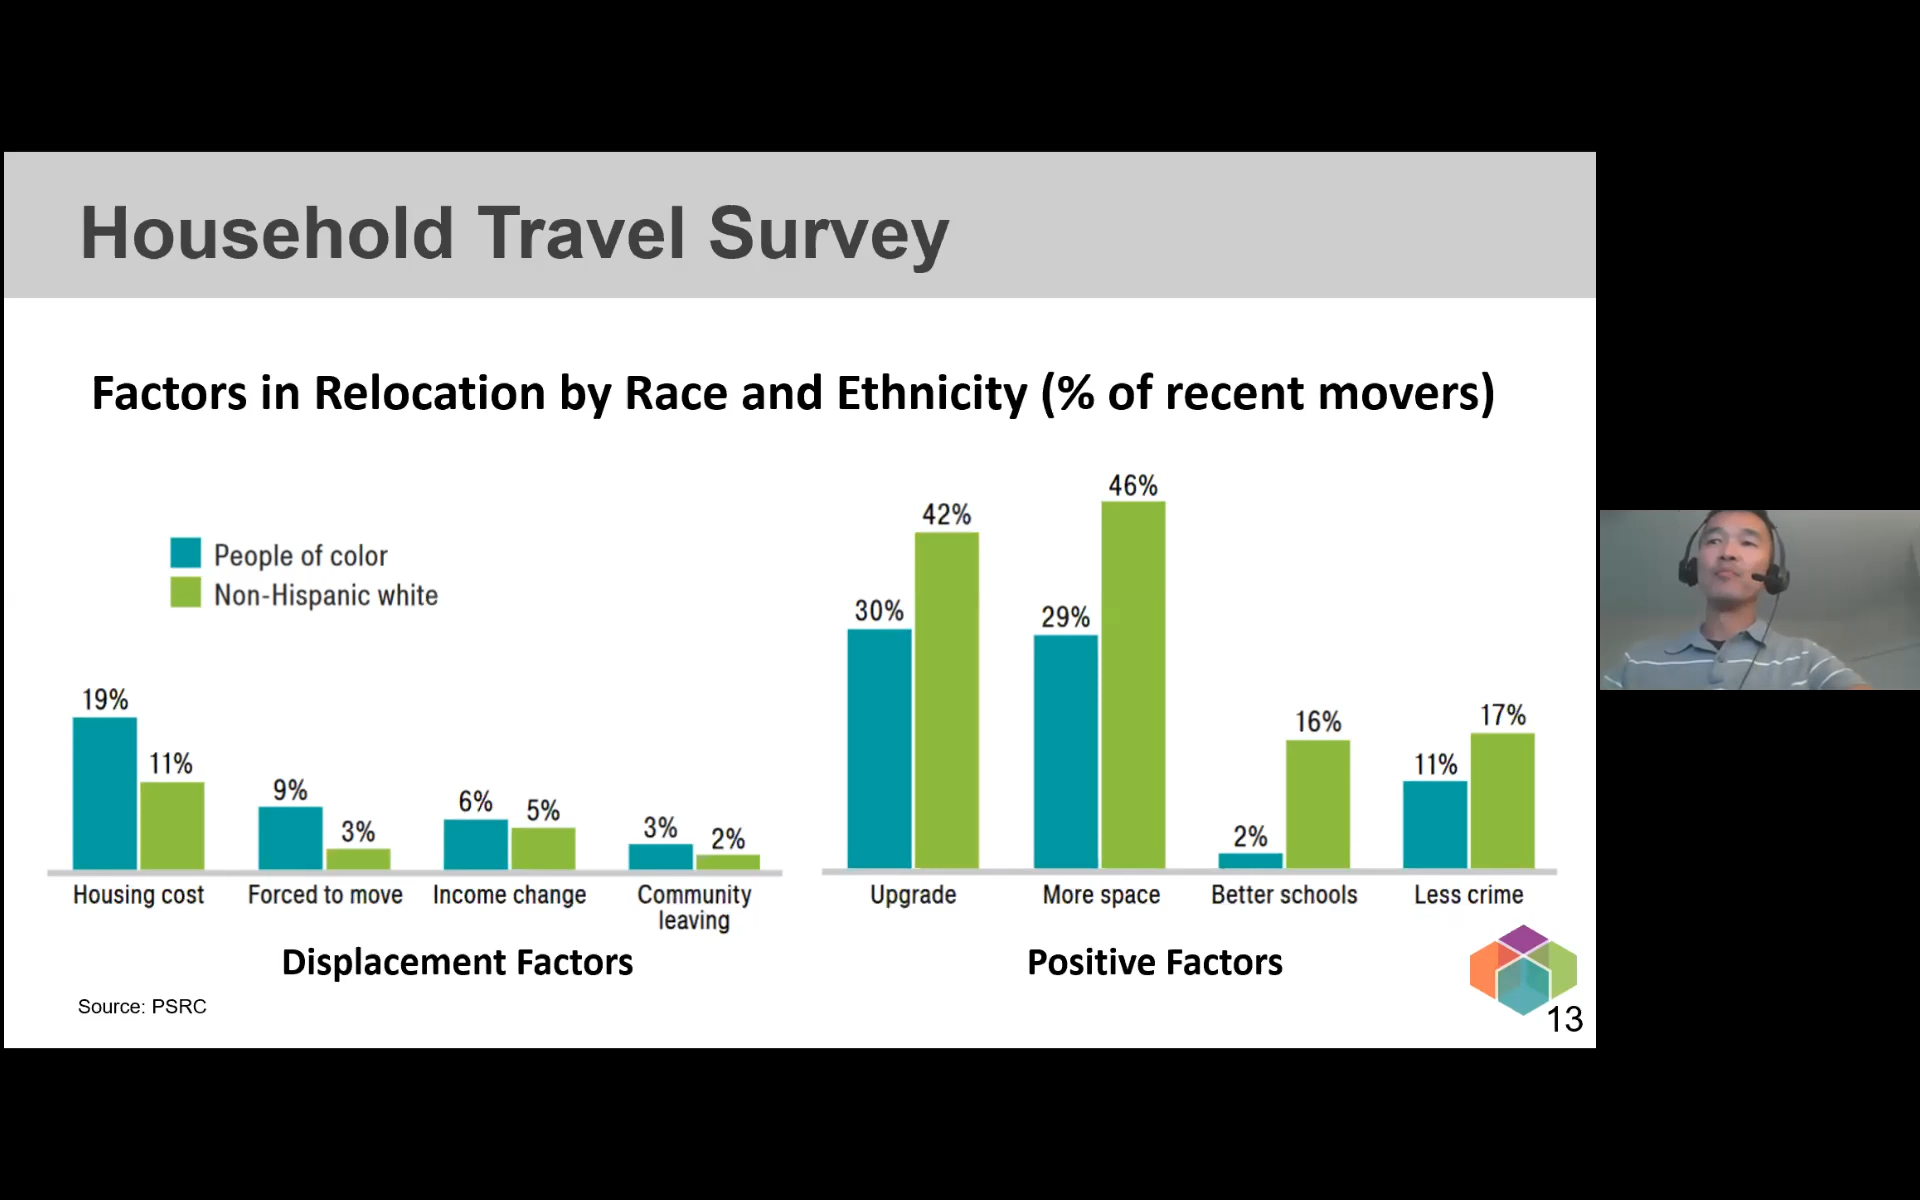 Household Travel Survey
Factors in Relocation by Race and Ethnicity (% of recent movers)
People of color
Non-Hispanic white
19%
11%
9%
3%
6%
5%
3%
2%
Housing cost
Forced to move
Income change
Community
leaving
Displacement Factors
30%
42%
29%
46%
2%
16%
11%
17%
Upgrade
More space
Better schools
Less crime
Positive Factors
Source: PSRC
13